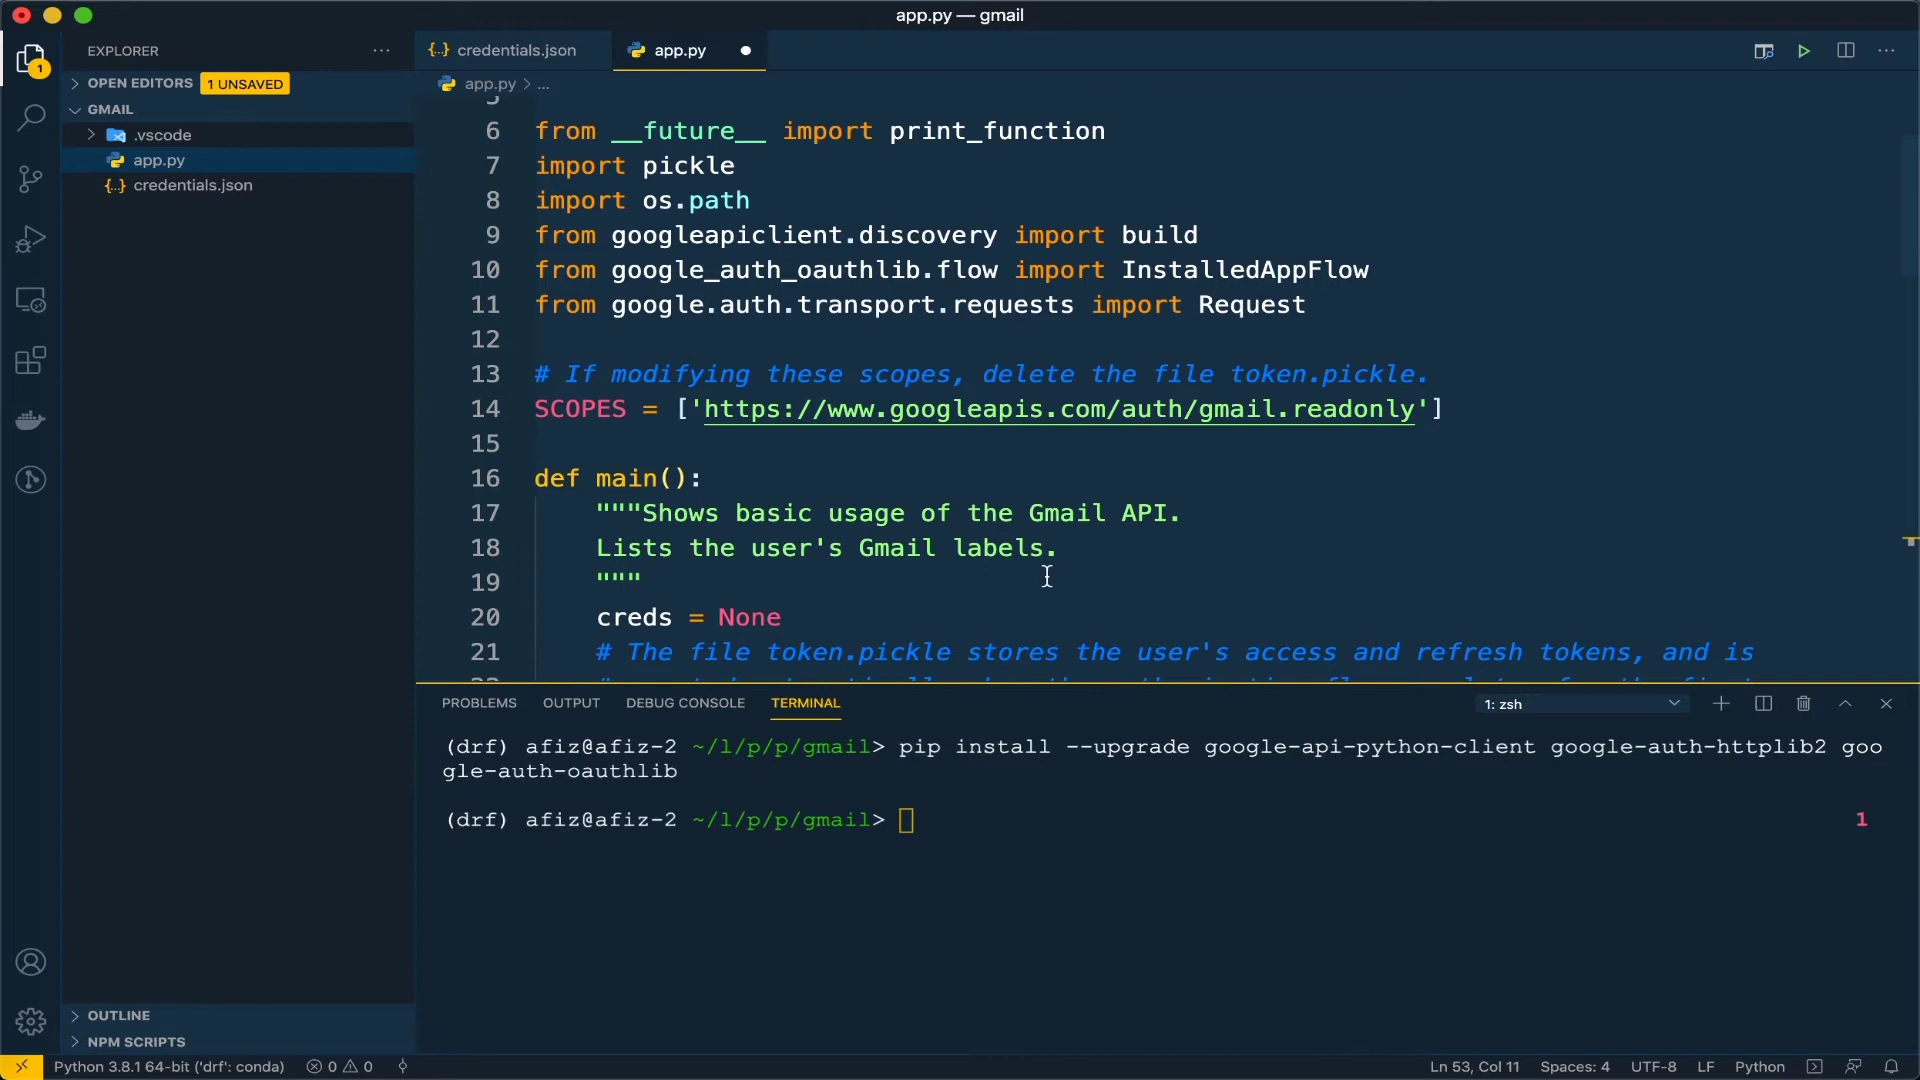 app.py — gmail
EXPLORER
OPEN EDITORS 1 UNSAVED
GMAIL
.vscode
app.py
{..} credentials.json
OUTLINE
NPM SCRIPTS
1
{..} credentials.json
app.py
app.py > ...
5
6 from __future__ import print_function
7 import pickle
8 import os.path
9 from googleapiclient.discovery import build
10 from google_auth_oauthlib.flow import InstalledAppFlow
11 from google.auth.transport.requests import Request
12
13 # If modifying these scopes, delete the file token.pickle.
14 SCOPES = ['https://www.googleapis.com/auth/gmail.readonly']
15
16 def main():
17 """Shows basic usage of the Gmail API.
18 Lists the user's Gmail labels.
19 """
20 creds = None
21 # The file token.pickle stores the user's access and refresh tokens, and is
PROBLEMS OUTPUT DEBUG CONSOLE TERMINAL 1: zsh
(drf) afiz@afiz-2 ~/l/p/p/gmail> pip install --upgrade google-api-python-client google-auth-httplib2 goo
gle-auth-oauthlib
(drf) afiz@afiz-2 ~/l/p/p/gmail> 1
Python 3.8.1 64-bit ('drf': conda) 0 0 Ln 53, Col 11 Spaces: 4 UTF-8 LF Python